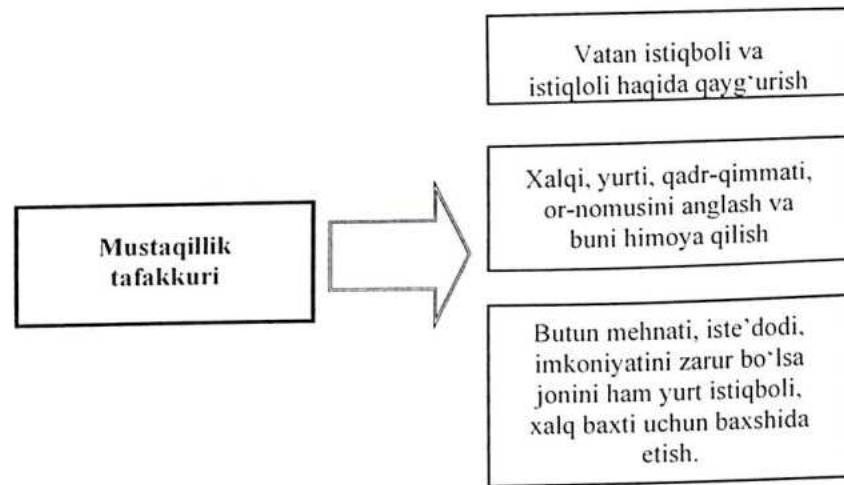 Vatan istiqboli va
istiqloli haqida qayg‘urish
Xalqi, yurti, qadr-qimmati,
or-nomusini anglash va
buni himoya qilish
Mustaqillik
tafakkuri
Butun mehnati, iste`dodi,
imkoniyatini zarur bo‘lsa
jonini ham yurt istiqboli,
xalq baxti uchun baxshida
etish.